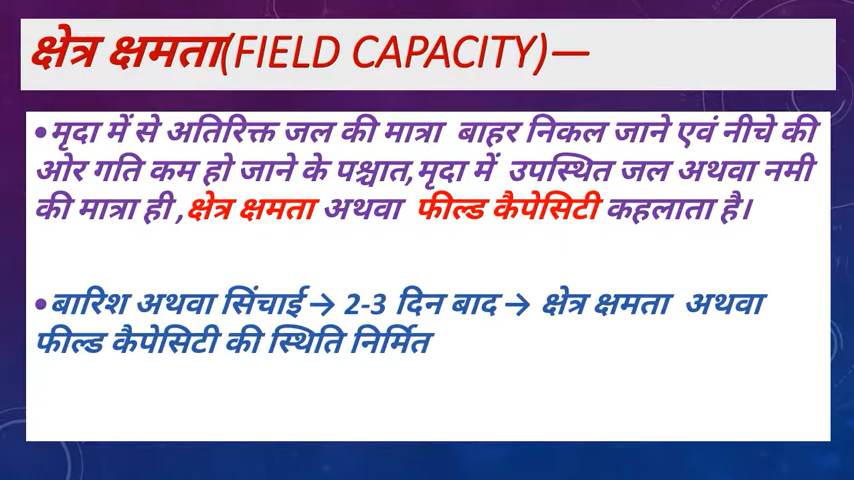 क्षेत्र क्षमता(FIELD CAPACITY)—
•मृदा में से अतिरिक्त जल की मात्रा बाहर निकल जाने एवं नीचे की
ओर गति कम हो जाने के पश्चात,मृदा में उपस्थित जल अथवा नमी
की मात्रा ही ,क्षेत्र क्षमता अथवा फील्ड कैपेसिटी कहलाता है।
•बारिश अथवा सिंचाई→ 2-3 दिन बाद→ क्षेत्र क्षमता अथवा
फील्ड कैपेसिटी की स्थिति निर्मित